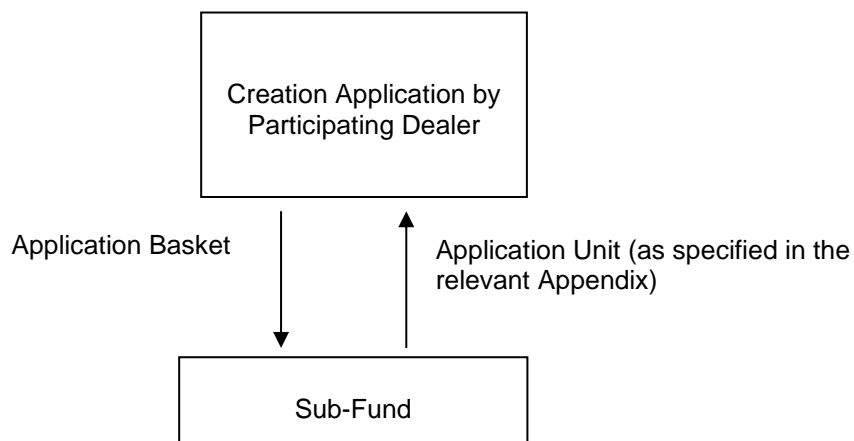 Creation Application by
Participating Dealer
Application Basket
Application Unit (as specified in the
relevant Appendix)
Sub-Fund